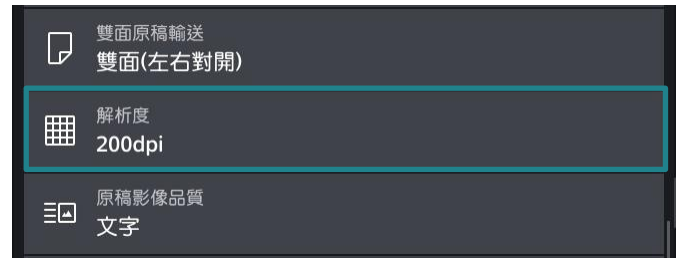 雙面原稿輸送
雙面(左右對開)
解析度
200dpi
原稿影像品質
文字